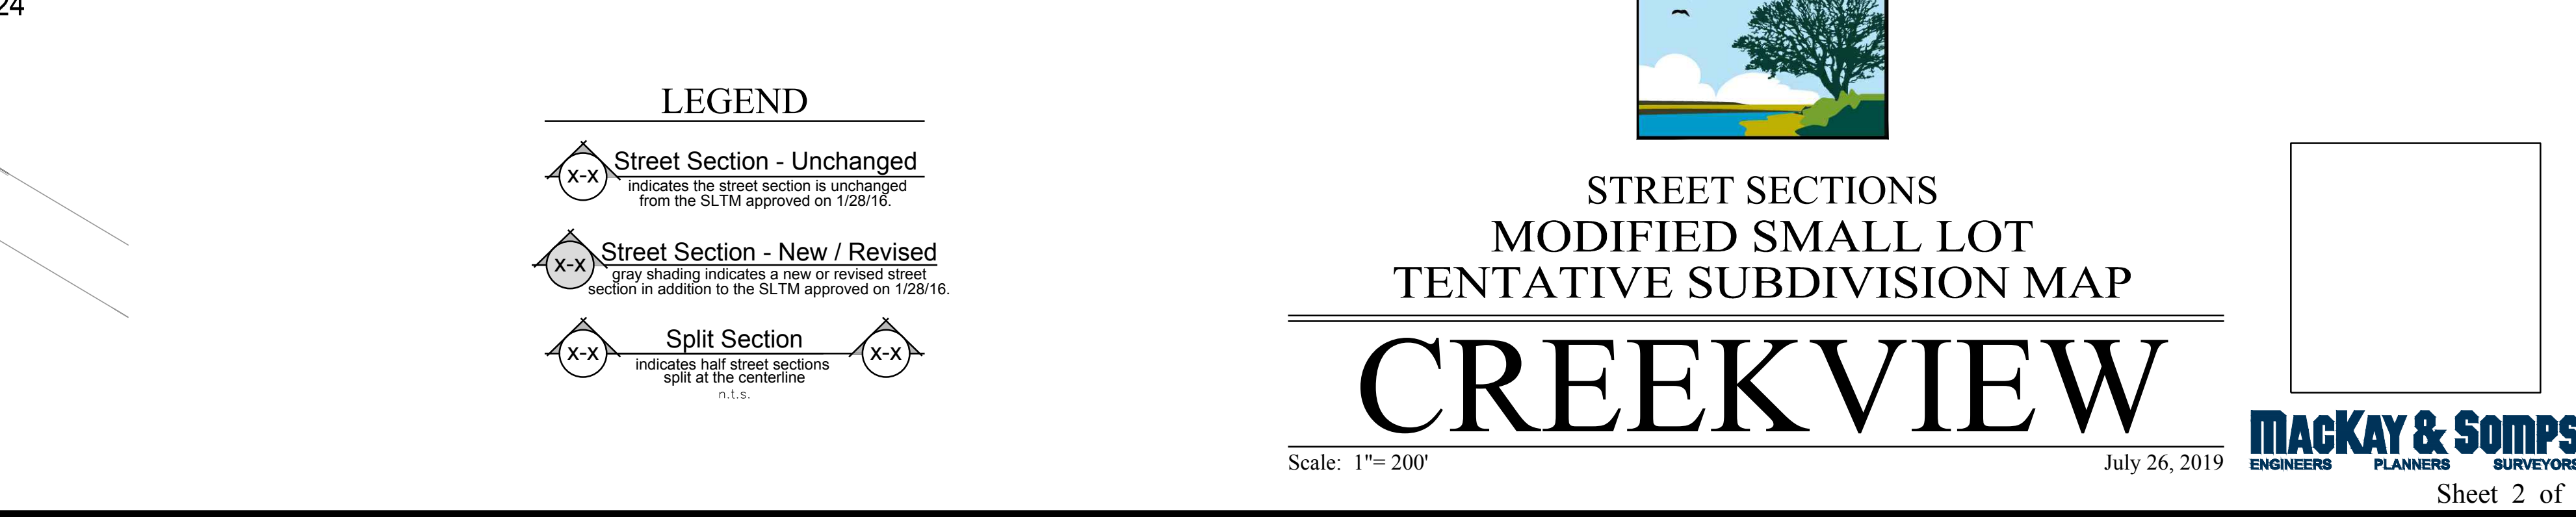 24
LEGEND
x-x
Street Section - Unchanged
indicates the street section is unchanged
from the SLTM approved on 1/28/16.
x-x
Street Section - New / Revised
gray shading indicates a new or revised street
section in addition to the SLTM approved on 1/28/16.
x-x
Split Section
x-x
indicates half street sections
split at the centerline
n.t.s.
STREET SECTIONS
MODIFIED SMALL LOT
TENTATIVE SUBDIVISION MAP
CREEKVIEW
Scale: 1"= 200'
July 26, 2019
MACKAY & SOMPS
ENGINEERS PLANNERS SURVEYORS
Sheet 2 of